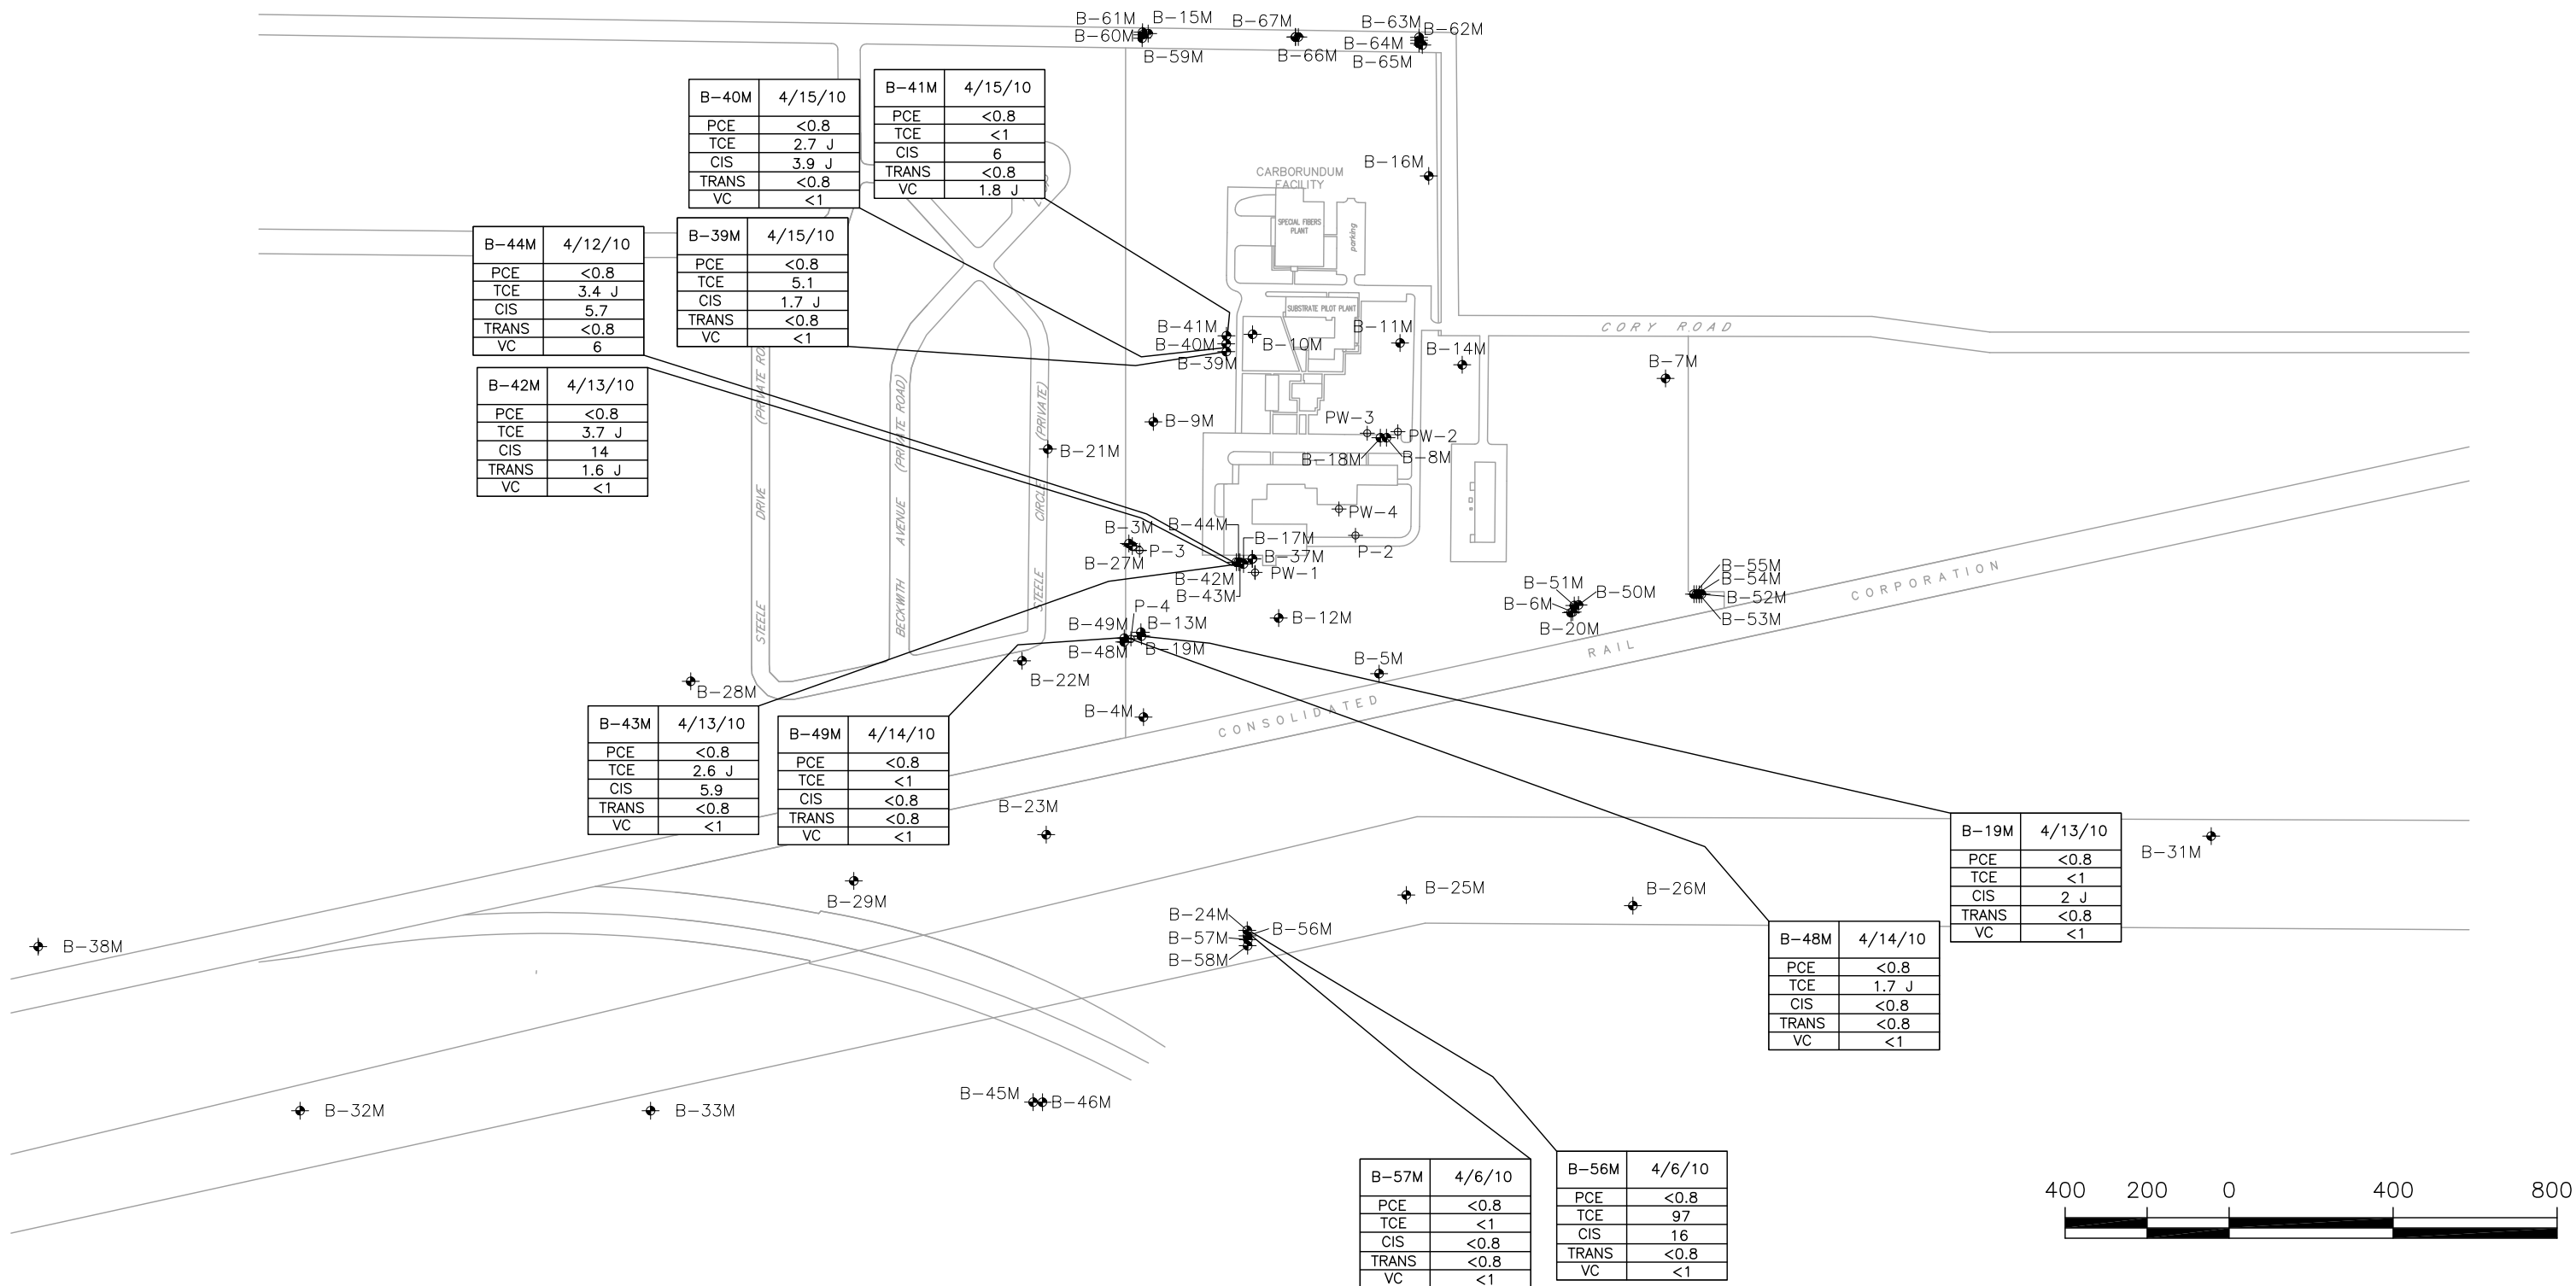 B-61M
B-15M
B-60M
B-59M
B-67M
B-66M
B-63M
B-62M
B-64M
B-65M
B-40M 4/15/10
PCE <0.8
TCE 2.7 J
CIS 3.9 J
TRANS <0.8
VC <1
B-41M 4/15/10
PCE <0.8
TCE <1
CIS 6
TRANS <0.8
VC 1.8 J
B-16M
CARBORUNDUM
FACILITY
SPECIAL FIBERS
PLANT
parking
B-44M 4/12/10
PCE <0.8
TCE 3.4 J
CIS 5.7
TRANS <0.8
VC 6
B-39M 4/15/10
PCE <0.8
TCE 5.1
CIS 1.7 J
TRANS <0.8
VC <1
SUBSTRATE PILOT PLANT
B-41M
B-40M
B-39M
B-10M
B-11M
B-14M
CORY ROAD
B-7M
B-42M 4/13/10
PCE <0.8
TCE 3.7 J
CIS 14
TRANS 1.6 J
VC <1
STEELE DRIVE (PRIVATE RO
BECKWITH AVENUE (PRIVATE ROAD)
STEELE CIRCLE (PRIVATE)
B-9M
B-21M
PW-3
PW-2
B-18M
B-8M
PW-4
P-2
B-3M
P-3
B-27M
B-44M
B-17M
B-37M
PW-1
B-42M
B-43M
B-12M
P-4
B-49M
B-13M
B-48M
B-19M
B-51M
B-50M
B-6M
B-20M
B-55M
B-54M
B-52M
B-53M
CONSOLIDATED RAIL CORPORATION
B-5M
B-22M
B-28M
B-4M
B-43M 4/13/10
PCE <0.8
TCE 2.6 J
CIS 5.9
TRANS <0.8
VC <1
B-49M 4/14/10
PCE <0.8
TCE <1
CIS <0.8
TRANS <0.8
VC <1
B-23M
B-29M
B-19M 4/13/10
PCE <0.8
TCE <1
CIS 2 J
TRANS <0.8
VC <1
B-31M
B-25M
B-26M
B-24M
B-56M
B-57M
B-58M
B-38M
B-48M 4/14/10
PCE <0.8
TCE 1.7 J
CIS <0.8
TRANS <0.8
VC <1
B-32M
B-33M
B-45M
B-46M
B-57M 4/6/10
PCE <0.8
TCE <1
CIS <0.8
TRANS <0.8
VC <1
B-56M 4/6/10
PCE <0.8
TCE 97
CIS 16
TRANS <0.8
VC <1
400 200 0 400 800